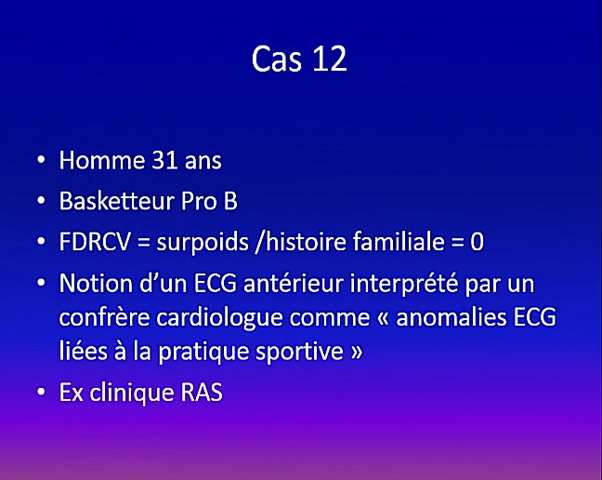 Cas 12
• Homme 31 ans
• Basketteur Pro B
• FDRCV = surpoids /histoire familiale = 0
• Notion d'un ECG antérieur interprété par un
confrère cardiologue comme « anomalies ECG
liées à la pratique sportive »
• Ex clinique RAS